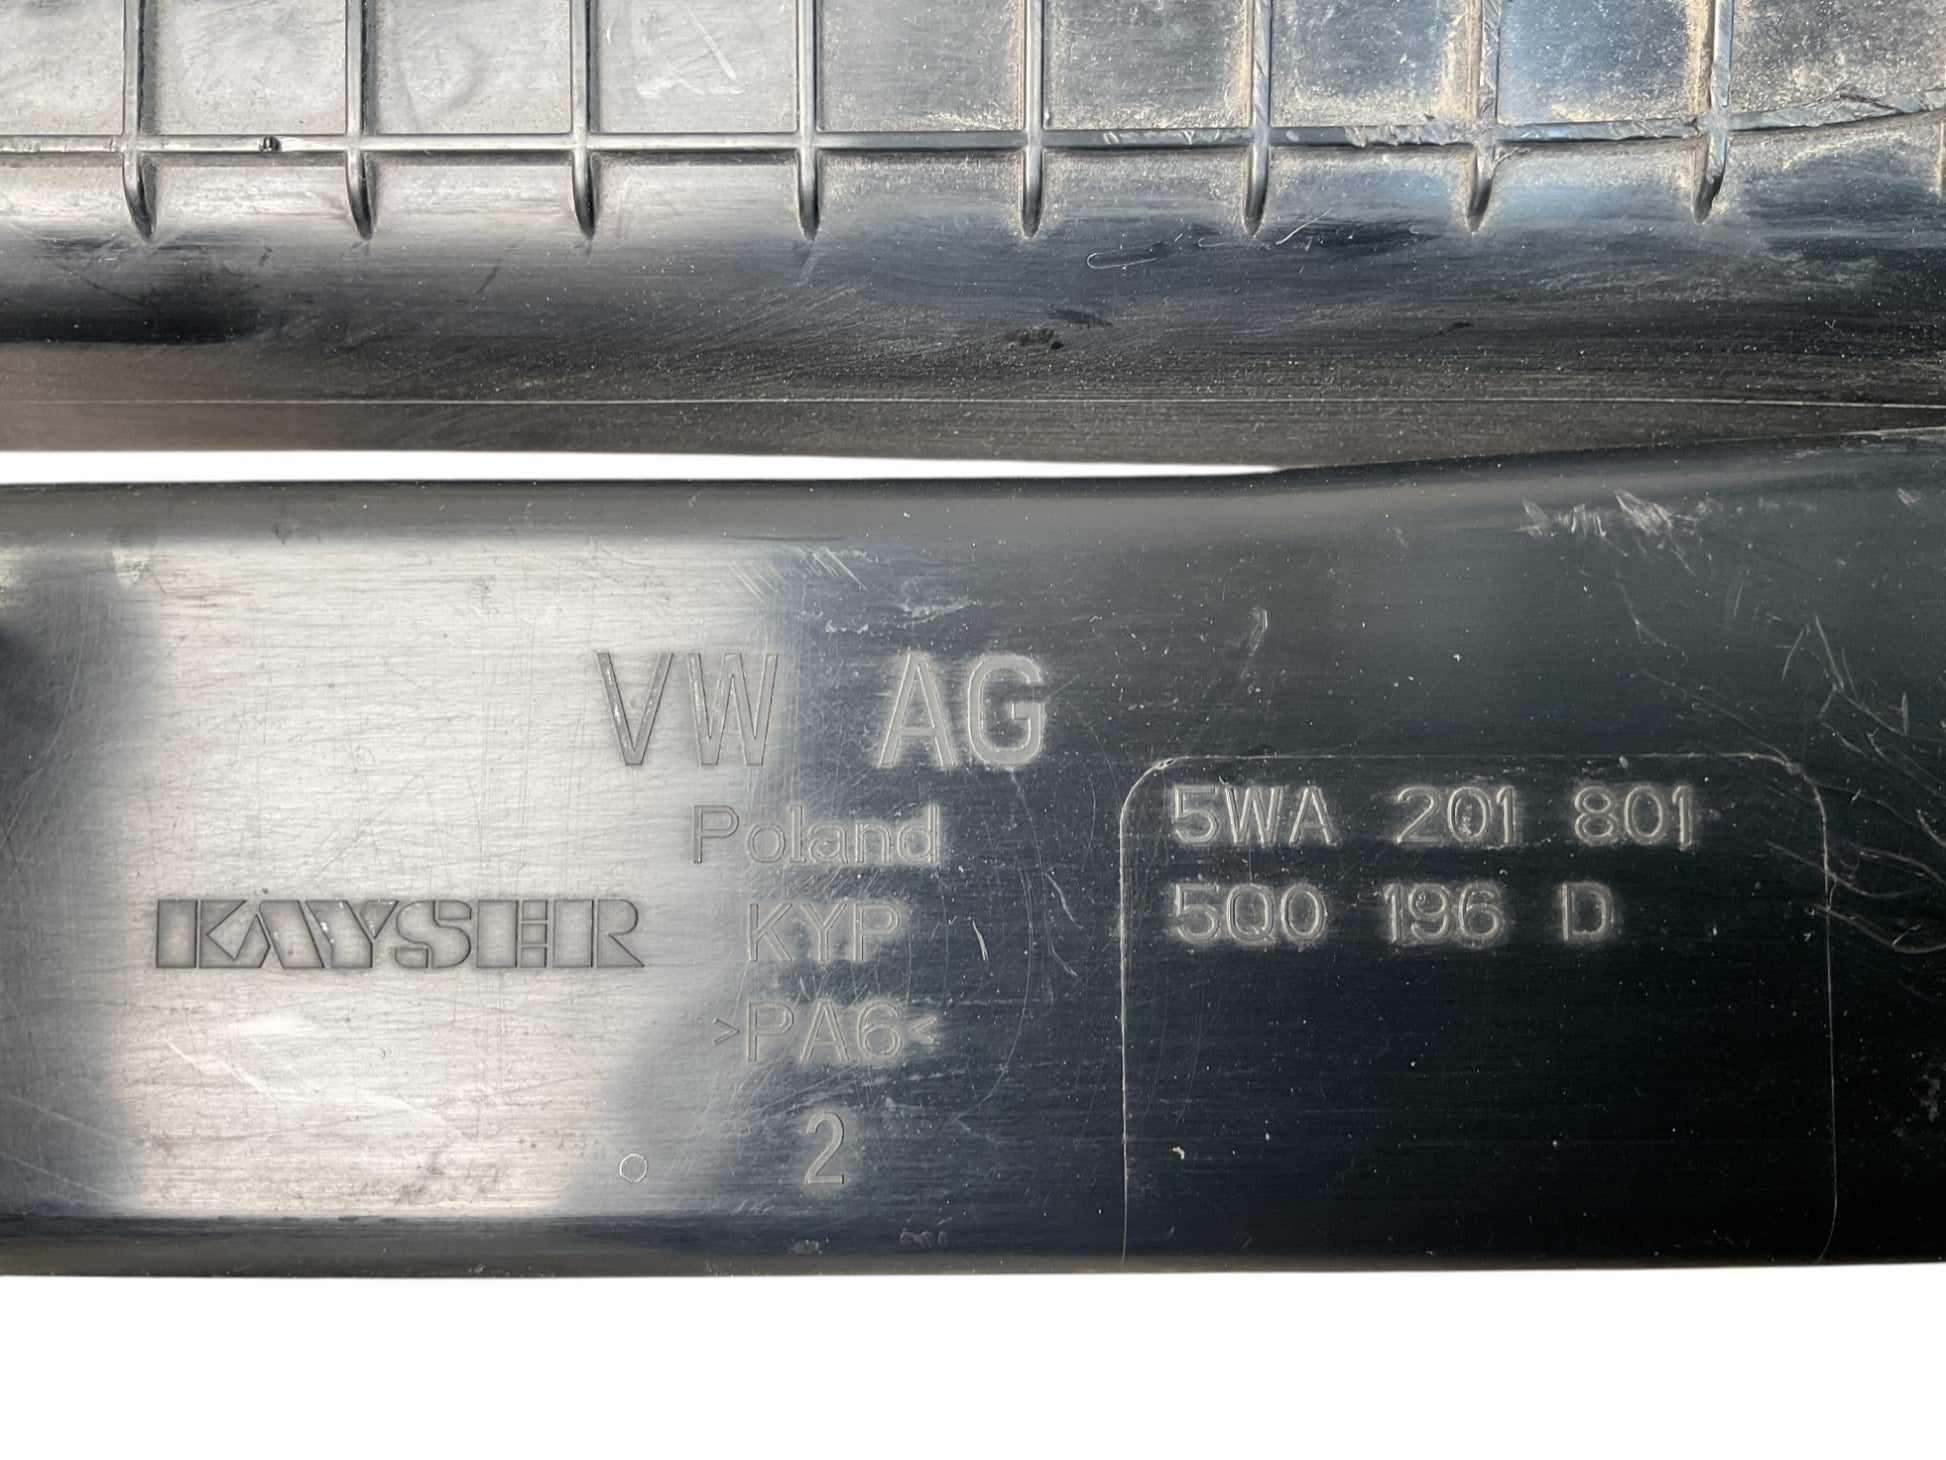 VW AG
Poland
KAYSER
KYP
>PA6<
2
5WA 201 801
5Q0 196 D